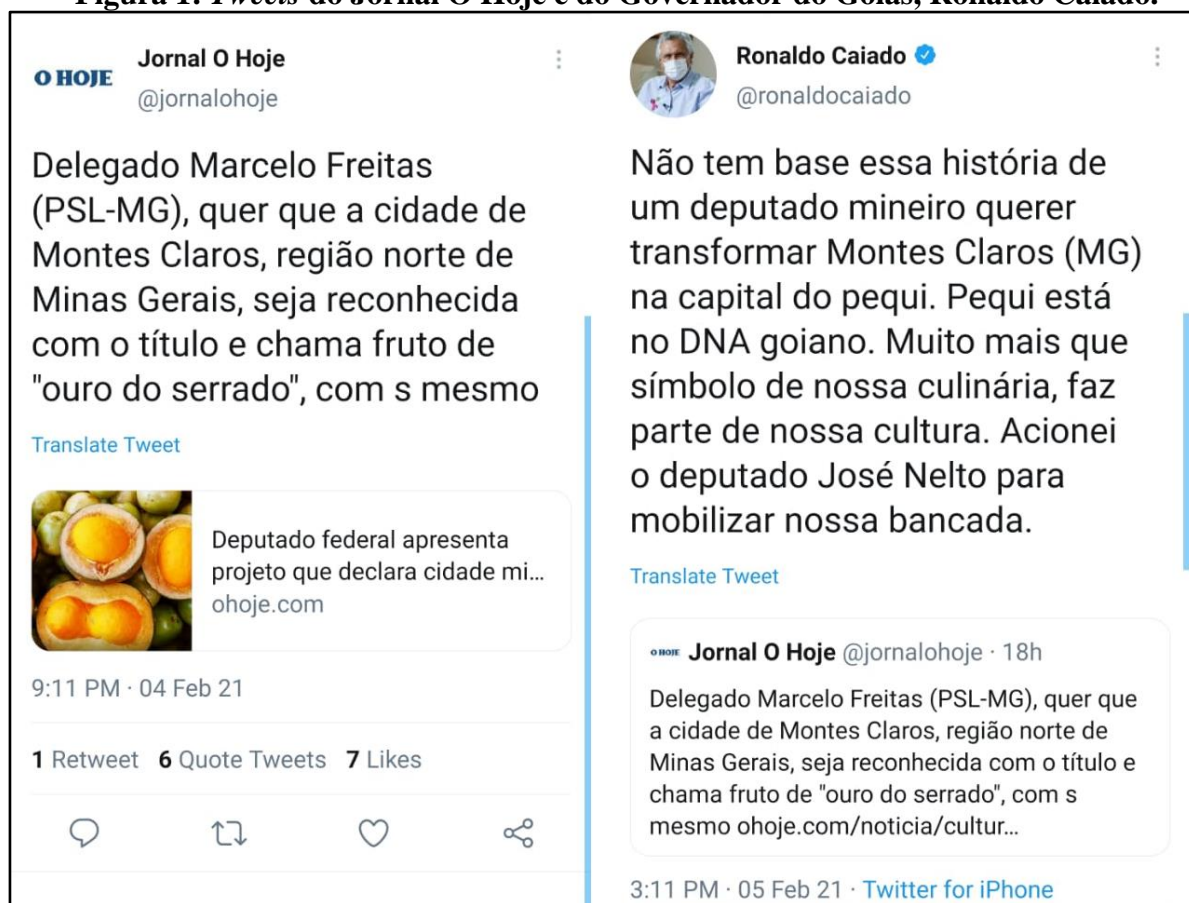 Figura 1: Tweets do Jornal O Hoje e do Governador do Goiás, Ronaldo Caiado.
O HOJE
Jornal O Hoje
@jornalohoje
Delegado Marcelo Freitas
(PSL-MG), quer que a cidade de
Montes Claros, região norte de
Minas Gerais, seja reconhecida
com o título e chama fruto de
"ouro do serrado", com s mesmo
Translate Tweet
Deputado federal apresenta
projeto que declara cidade mi...
ohoje.com
9:11 PM · 04 Feb 21
1 Retweet 6 Quote Tweets 7 Likes
Ronaldo Caiado
@ronaldocaiado
Não tem base essa história de
um deputado mineiro querer
transformar Montes Claros (MG)
na capital do pequi. Pequi está
no DNA goiano. Muito mais que
símbolo de nossa culinária, faz
parte de nossa cultura. Acionei
o deputado José Nelto para
mobilizar nossa bancada.
Translate Tweet
O HOJE Jornal O Hoje @jornalohoje · 18h
Delegado Marcelo Freitas (PSL-MG), quer que
a cidade de Montes Claros, região norte de
Minas Gerais, seja reconhecida com o título e
chama fruto de "ouro do serrado", com s
mesmo ohoje.com/noticia/cultur...
3:11 PM · 05 Feb 21 · Twitter for iPhone